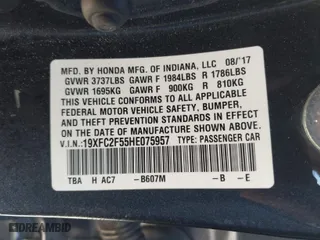 MFD. BY HONDA MFG. OF INDIANA, LLC 08/'17
GVWR 3737LBS GAWR F 1984LBS R 1786LBS
GVWR 1695KG GAWR F 900KG R 810KG
THIS VEHICLE CONFORMS TO ALL APPLICABLE
FEDERAL MOTOR VEHICLE SAFETY, BUMPER,
AND THEFT PREVENTION STANDARDS IN EFFECT
ON THE DATE OF MANUFACTURE SHOWN ABOVE.
V.I.N.: 19XFC2F55HE075957 TYPE: PASSENGER CAR
TBA H AC7 -B607M -B -E
DREAMBID